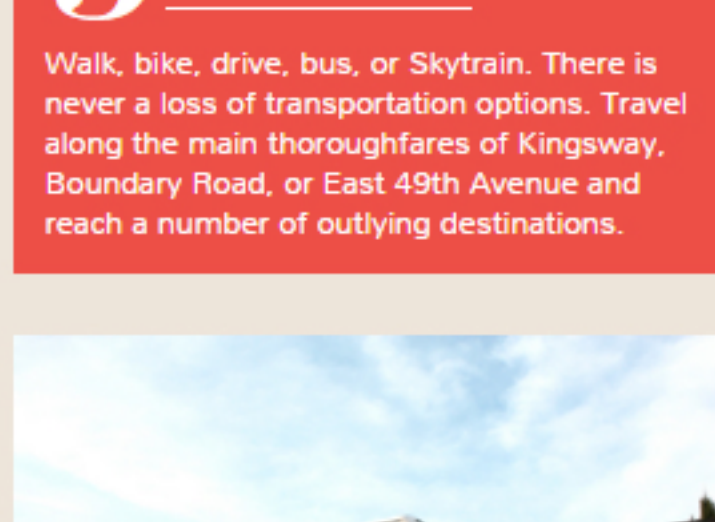 Walk, bike, drive, bus, or Skytrain. There is
never a loss of transportation options. Travel
along the main thoroughfares of Kingsway,
Boundary Road, or East 49th Avenue and
reach a number of outlying destinations.